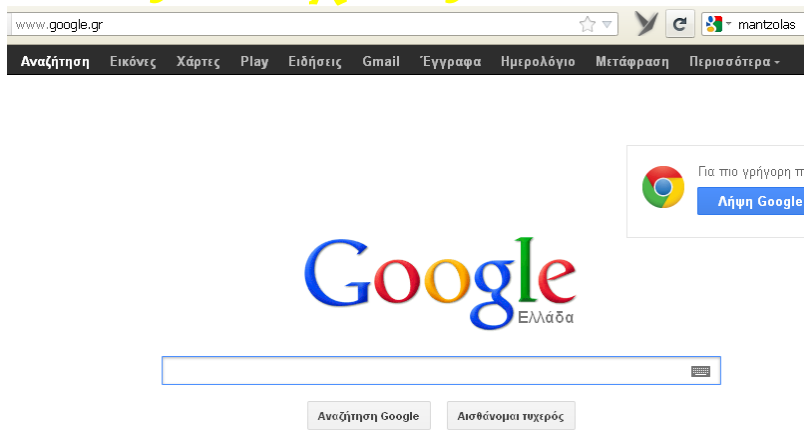 www.google.gr mantzolas
Αναζήτηση Εικόνες Χάρτες Play Ειδήσεις Gmail Έγγραφα Ημερολόγιο Μετάφραση Περισσότερα
Για πιο γρήγορη π
Λήψη Google
Google
Ελλάδα
Αναζήτηση Google Αισθάνομαι τυχερός